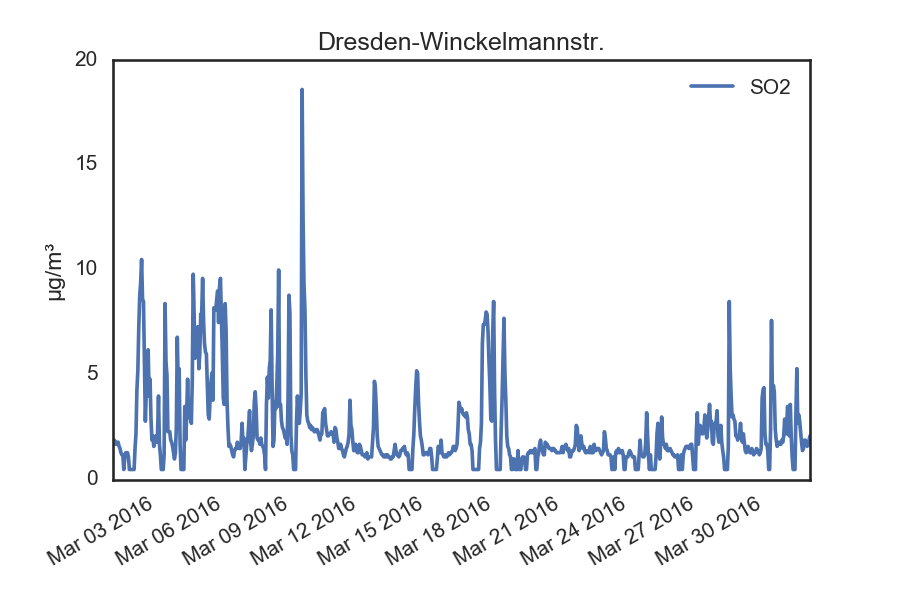 Dresden-Winckelmannstr.
SO2
µg/m³
20
15
10
5
0
Mar 03 2016
Mar 06 2016
Mar 09 2016
Mar 12 2016
Mar 15 2016
Mar 18 2016
Mar 21 2016
Mar 24 2016
Mar 27 2016
Mar 30 2016